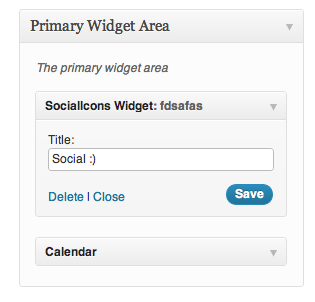 Primary Widget Area
The primary widget area
SocialIcons Widget: fdsafas
Title:
Social :)
Delete | Close
Save
Calendar